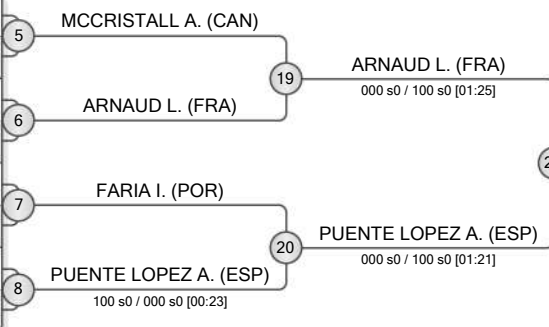 MCCRISTALL A. (CAN)
5
19
ARNAUD L. (FRA)
000 s0 / 100 s0 [01:25]
ARNAUD L. (FRA)
6
FARIA I. (POR)
7
20
PUENTE LOPEZ A. (ESP)
000 s0 / 100 s0 [01:21]
PUENTE LOPEZ A. (ESP)
8
100 s0 / 000 s0 [00:23]